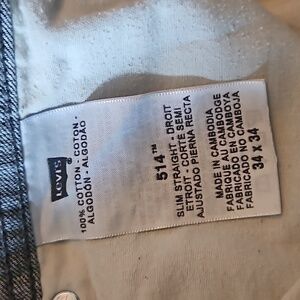 Levi's
100% COTTON - COTON -
ALGODÓN - ALGODÃO
514™
SLIM STRAIGHT - DROIT
ETROIT - CORTE SEMI
AJUSTADO PIERNA RECTA
MADE IN CAMBODIA
FABRIQUE AU CAMBODGE
FABRICADO EN CAMBOYA
FABRICADO NO CAMBOJA
34 X 34